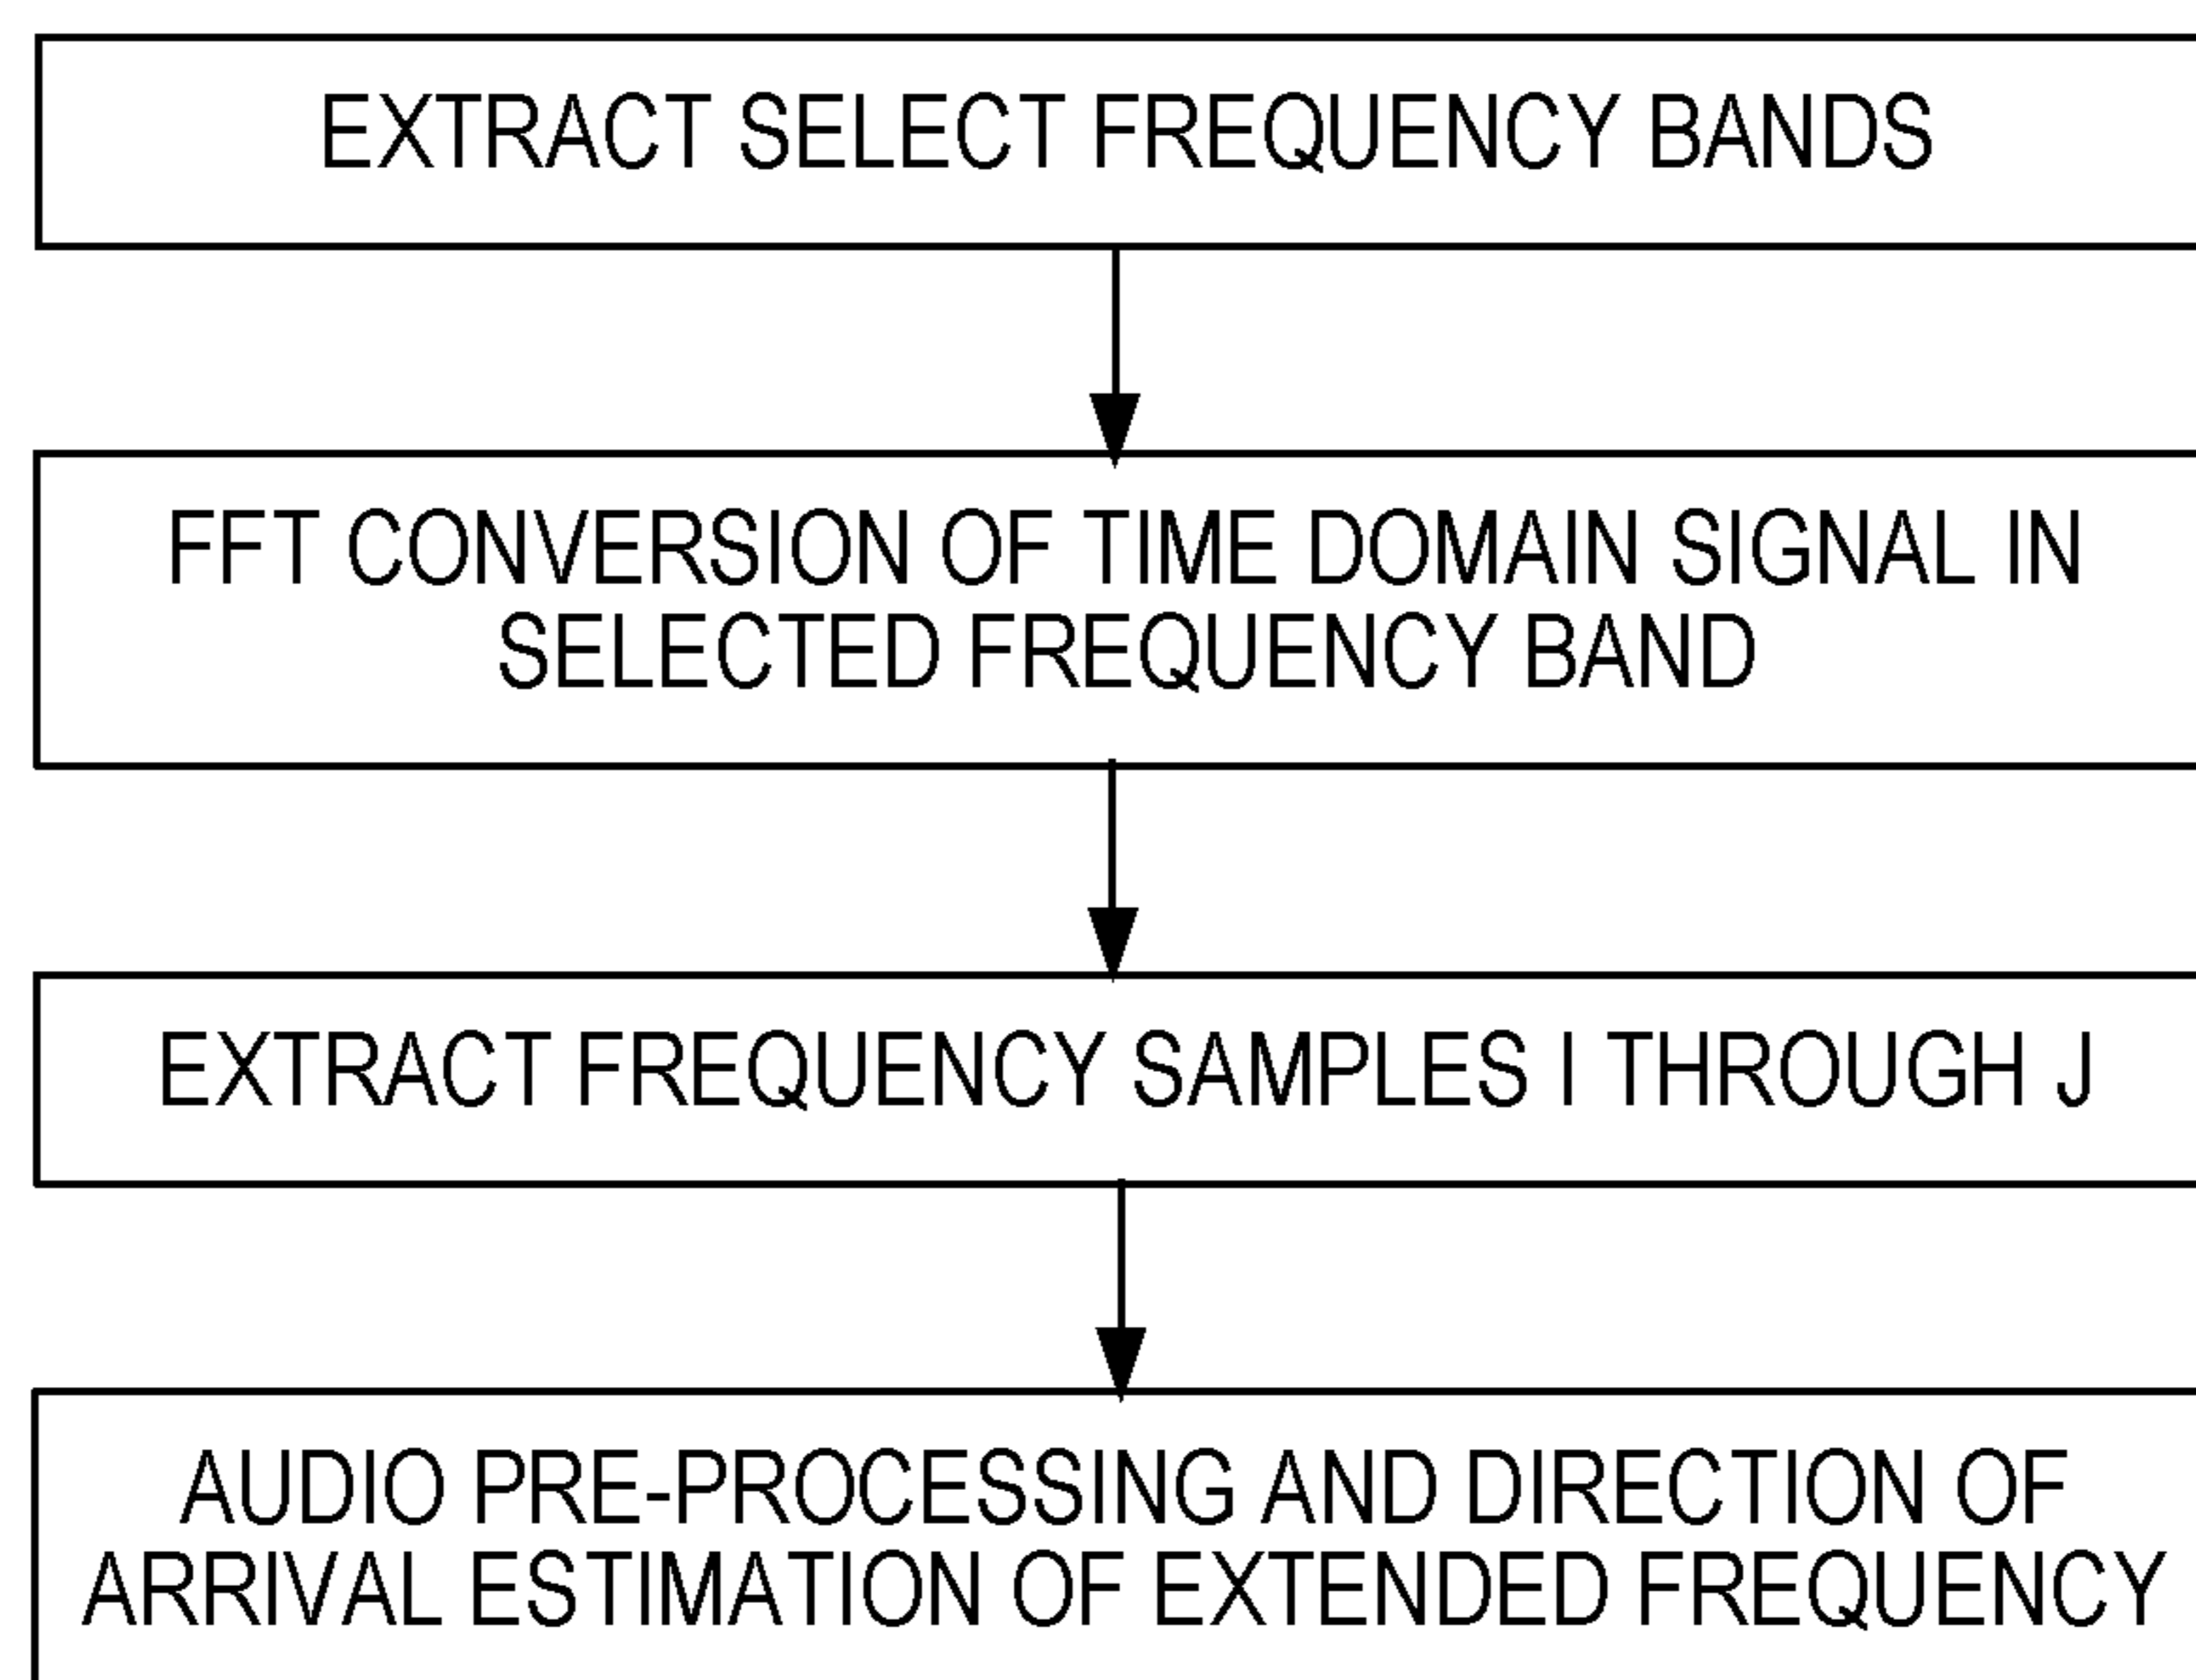 EXTRACT SELECT FREQUENCY BANDS
FFT CONVERSION OF TIME DOMAIN SIGNAL IN
SELECTED FREQUENCY BAND
EXTRACT FREQUENCY SAMPLES I THROUGH J
AUDIO PRE-PROCESSING AND DIRECTION OF
ARRIVAL ESTIMATION OF EXTENDED FREQUENCY